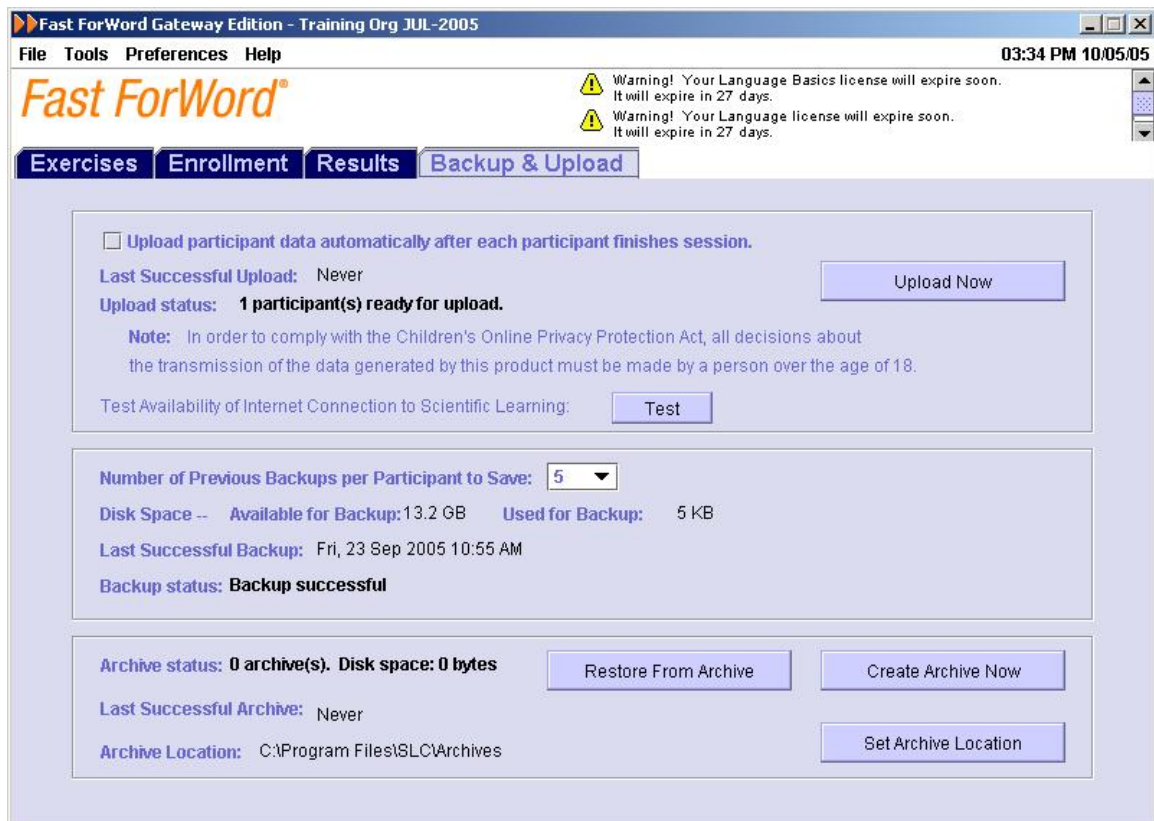 Fast ForWord Gateway Edition - Training Org JUL-2005
File Tools Preferences Help 03:34 PM 10/05/05
Fast ForWord®
Warning! Your Language Basics license will expire soon.
It will expire in 27 days.
Warning! Your Language license will expire soon.
It will expire in 27 days.
Exercises Enrollment Results Backup & Upload
Upload participant data automatically after each participant finishes session.
Last Successful Upload: Never
Upload Now
Upload status: 1 participant(s) ready for upload.
Note: In order to comply with the Children's Online Privacy Protection Act, all decisions about
the transmission of the data generated by this product must be made by a person over the age of 18.
Test Availability of Internet Connection to Scientific Learning: Test
Number of Previous Backups per Participant to Save: 5
Disk Space -- Available for Backup: 13.2 GB Used for Backup: 5 KB
Last Successful Backup: Fri, 23 Sep 2005 10:55 AM
Backup status: Backup successful
Archive status: 0 archive(s). Disk space: 0 bytes Restore From Archive Create Archive Now
Last Successful Archive: Never
Archive Location: C:\Program Files\SLC\Archives Set Archive Location